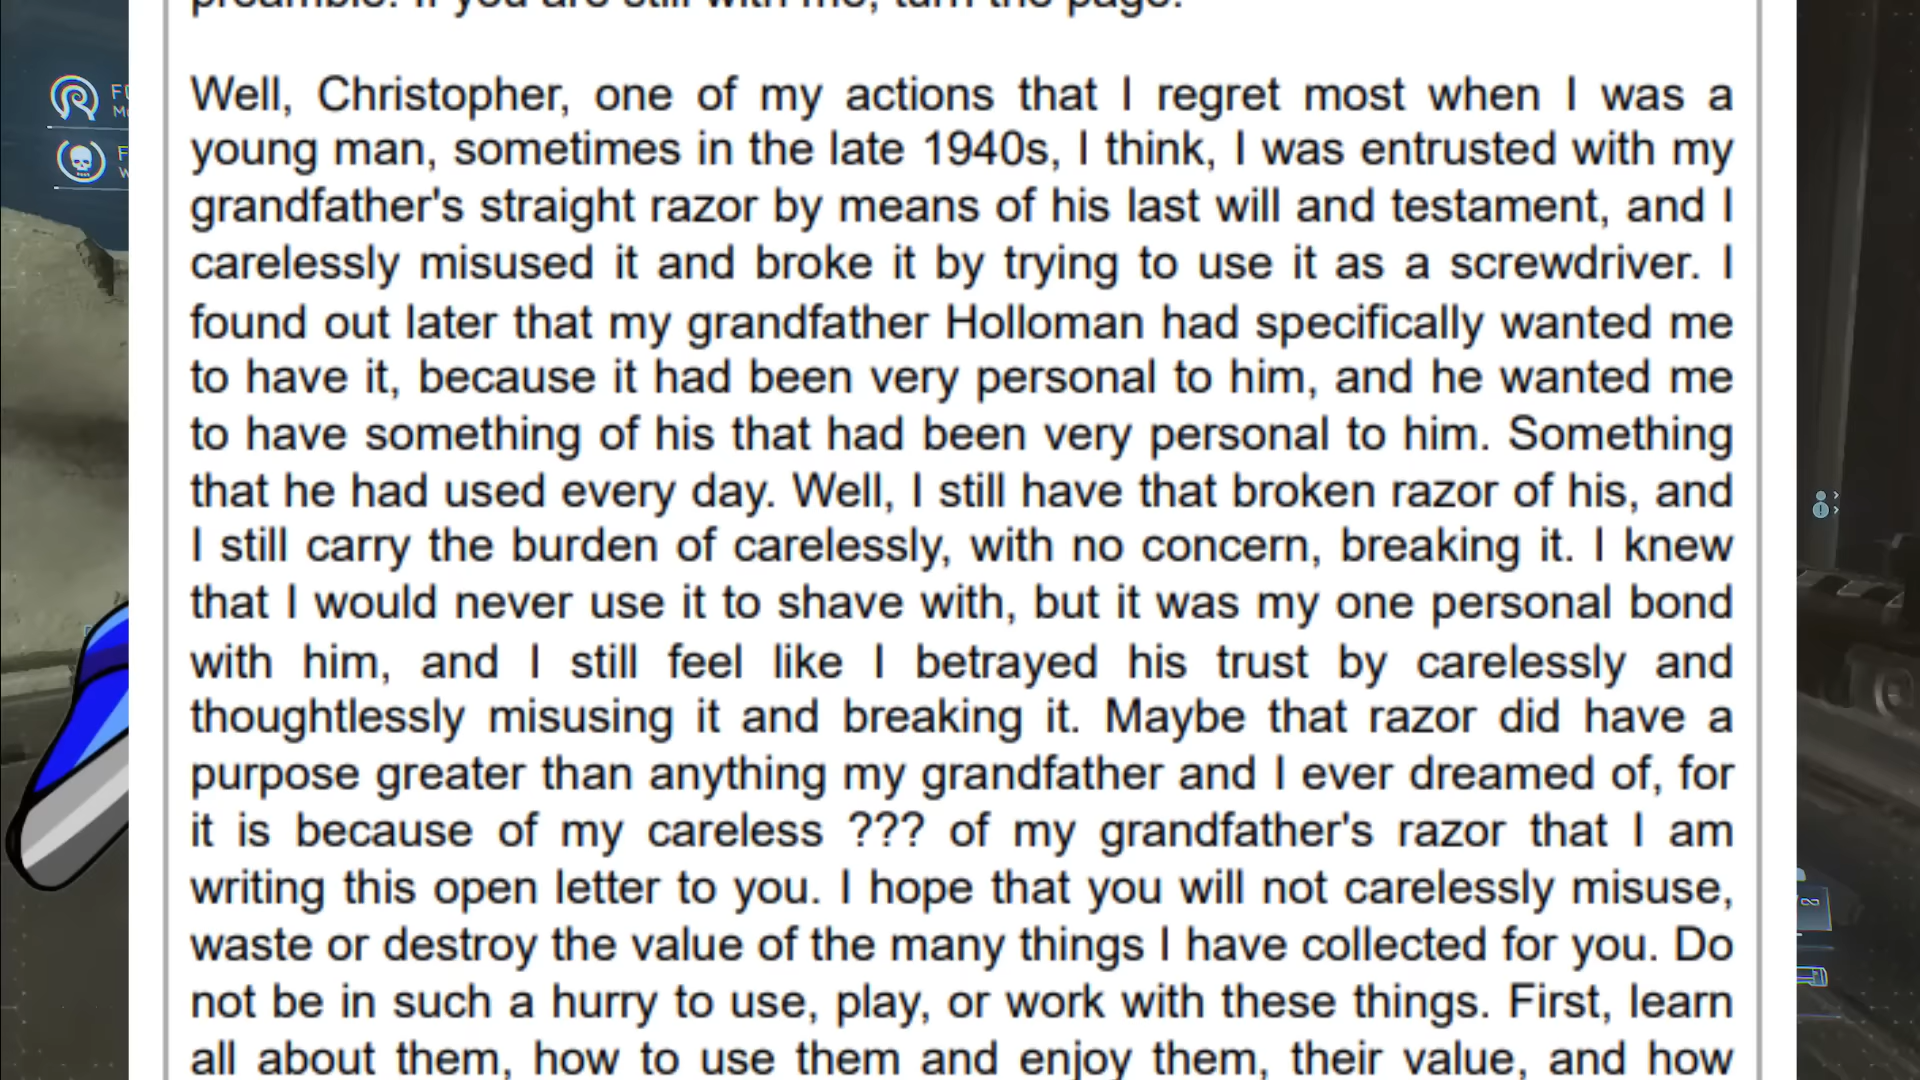 preamble. If you are still with me, turn the page.
Well, Christopher, one of my actions that I regret most when I was a
young man, sometimes in the late 1940s, I think, I was entrusted with my
grandfather's straight razor by means of his last will and testament, and I
carelessly misused it and broke it by trying to use it as a screwdriver. I
found out later that my grandfather Holloman had specifically wanted me
to have it, because it had been very personal to him, and he wanted me
to have something of his that had been very personal to him. Something
that he had used every day. Well, I still have that broken razor of his, and
I still carry the burden of carelessly, with no concern, breaking it. I knew
that I would never use it to shave with, but it was my one personal bond
with him, and I still feel like I betrayed his trust by carelessly and
thoughtlessly misusing it and breaking it. Maybe that razor did have a
purpose greater than anything my grandfather and I ever dreamed of, for
it is because of my careless ??? of my grandfather's razor that I am
writing this open letter to you. I hope that you will not carelessly misuse,
waste or destroy the value of the many things I have collected for you. Do
not be in such a hurry to use, play, or work with these things. First, learn
all about them, how to use them and enjoy them, their value, and how